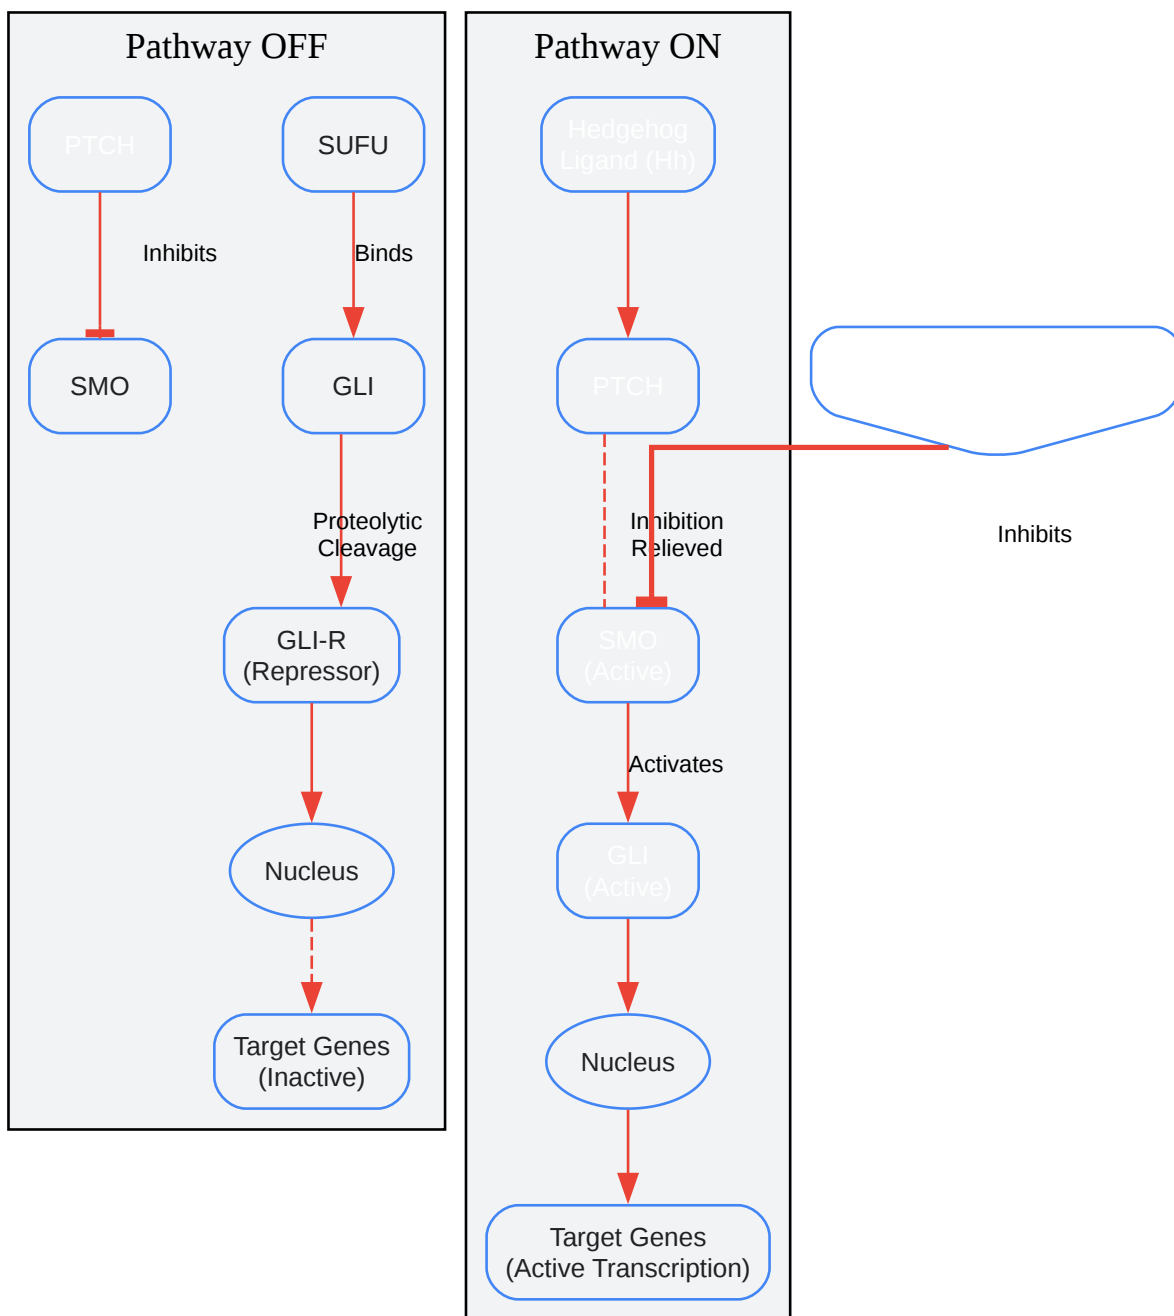 Pathway OFF
PTCH
SUFU
Inhibits
Binds
SMO
GLI
Proteolytic
Cleavage
GLI-R
(Repressor)
Nucleus
Target Genes
(Inactive)
Pathway ON
Hedgehog
Ligand (Hh)
PTCH
Inhibition
Relieved
SMO
(Active)
Activates
GLI
(Active)
Nucleus
Target Genes
(Active Transcription)
Inhibits